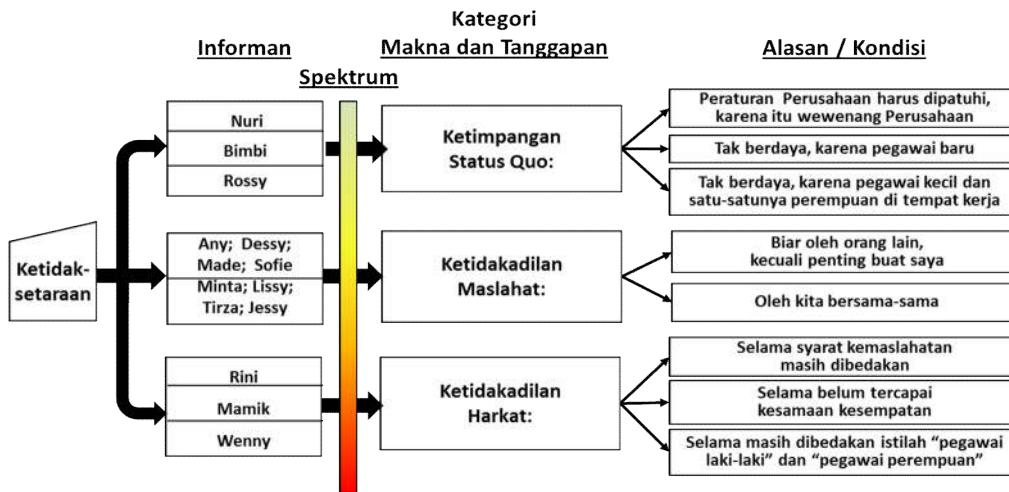 Kategori
Informan
Makna dan Tanggapan
Alasan / Kondisi
Spektrum
Ketidak-
setaraan
Nuri
Bimbi
Rossy
Ketimpangan
Status Quo:
Peraturan Perusahaan harus dipatuhi,
karena itu wewenang Perusahaan
Tak berdaya, karena pegawai baru
Tak berdaya, karena pegawai kecil dan
satu-satunya perempuan di tempat kerja
Any; Dessy;
Made; Sofie
Minta; Lissy;
Tirza; Jessy
Ketidakadilan
Maslahat:
Biar oleh orang lain,
kecuali penting buat saya
Oleh kita bersama-sama
Rini
Mamik
Wenny
Ketidakadilan
Harkat:
Selama syarat kemaslahatan
masih dibedakan
Selama belum tercapai
kesamaan kesempatan
Selama masih dibedakan istilah “pegawai
laki-laki” dan “pegawai perempuan”